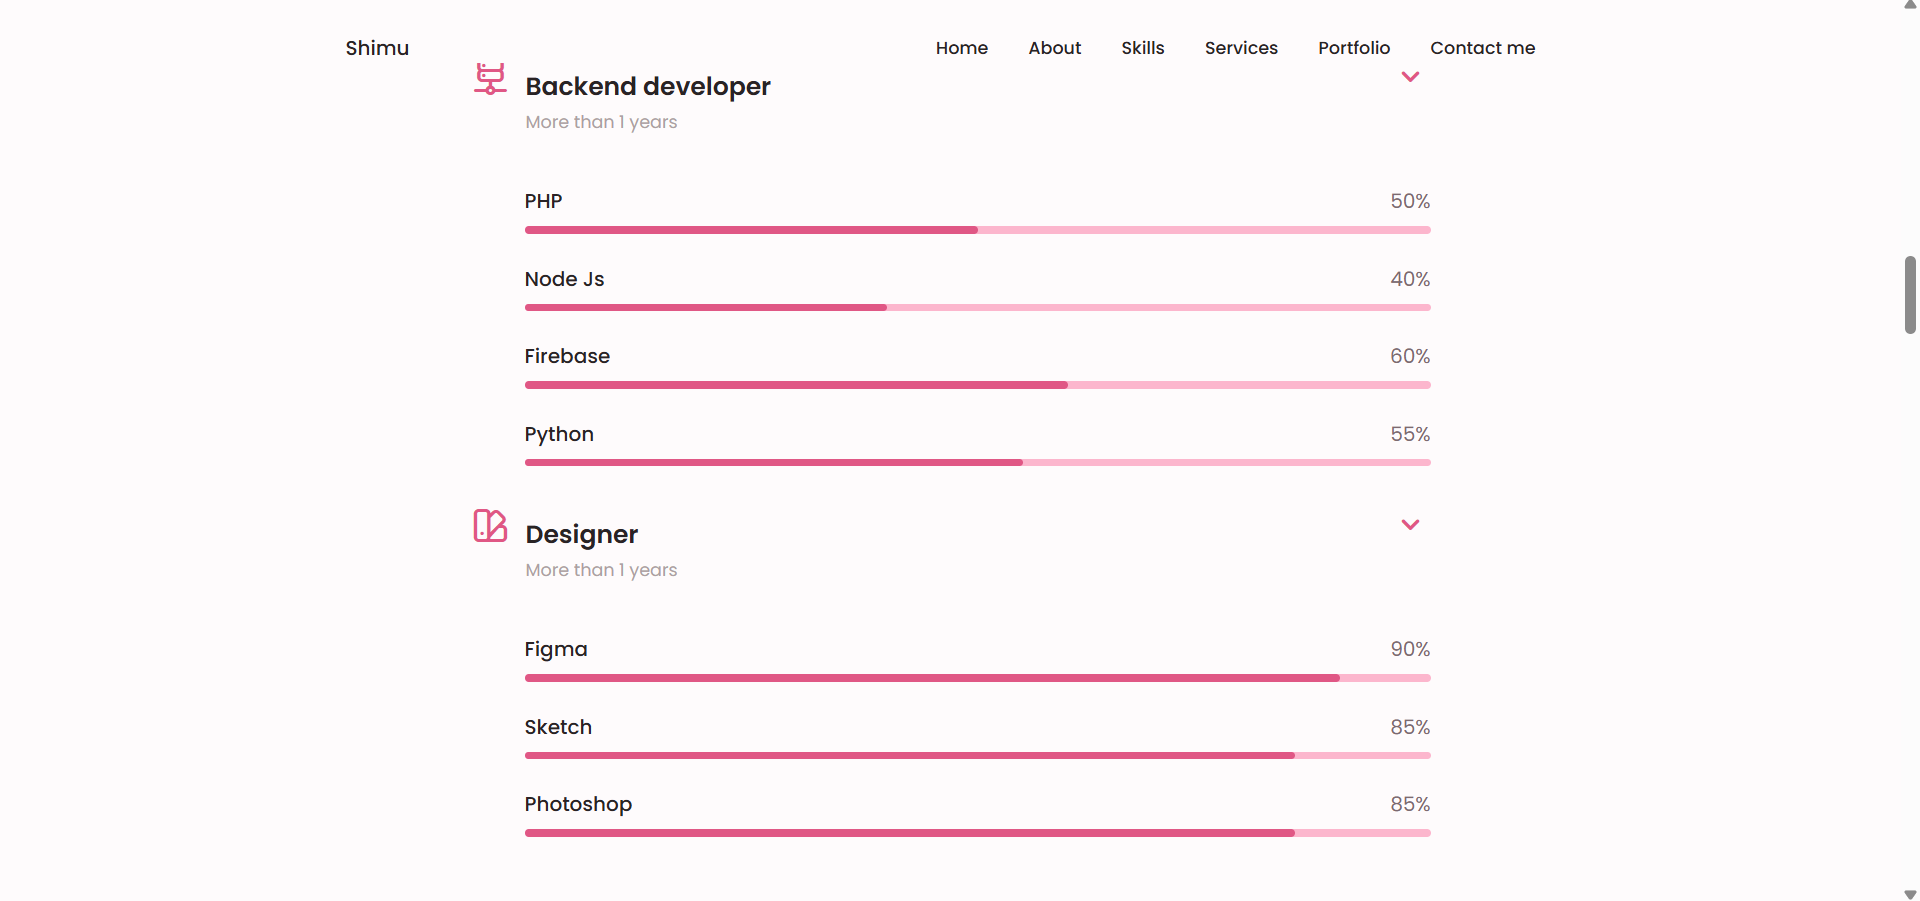 Shimu Home About Skills Services Portfolio Contact me
Backend developer
More than 1 years
PHP 50%
Node Js 40%
Firebase 60%
Python 55%
Designer
More than 1 years
Figma 90%
Sketch 85%
Photoshop 85%